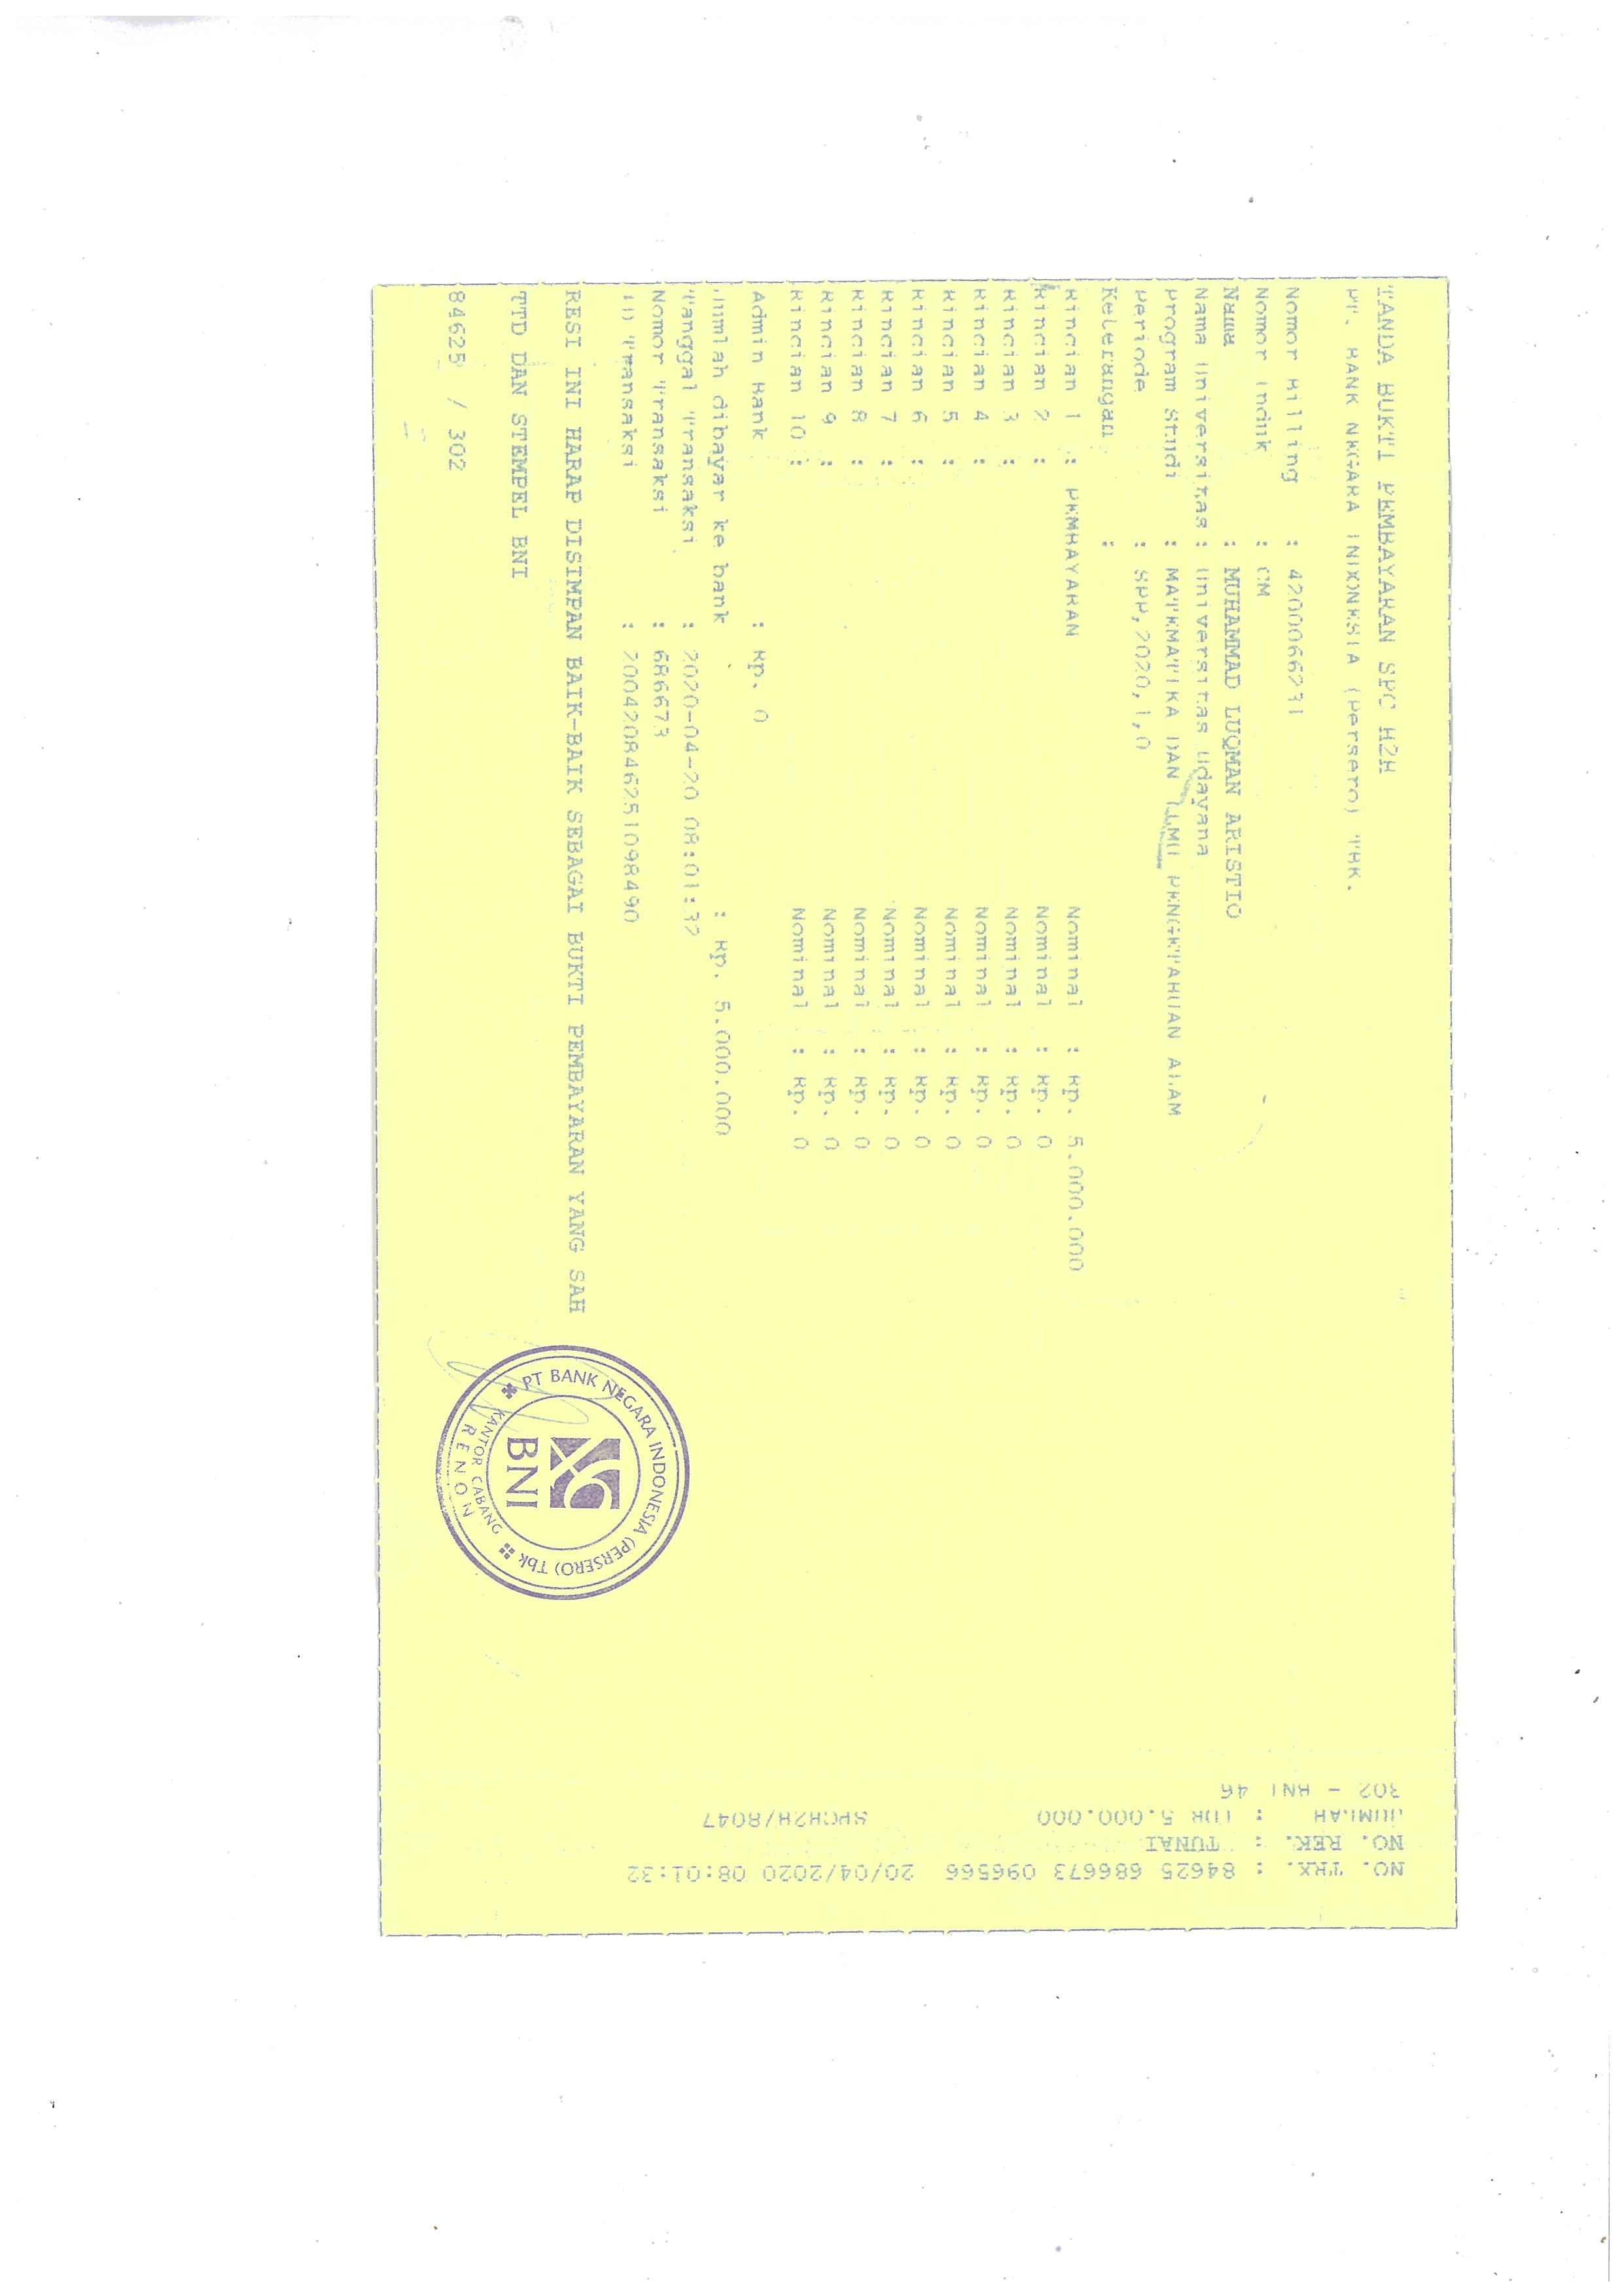 TANDA BUKTI PEMBAYARAN SPC H2H
PT. BANK NEGARA INDONESIA (Persero) TBK.
Nomor Billing : 4200066231
Nomor Induk : CM
Nama : MUHAMMAD LUQMAN ARISTIO
Nama Universitas : Universitas Udayana
Program Studi : MATEMATIKA DAN ILMU PENGETAHUAN ALAM
Periode : SPP,2020,1,0
Keterangan :
Rincian 1 : PEMBAYARAN Nominal : Rp. 5.000.000
Rincian 2 : Nominal : Rp. 0
Rincian 3 : Nominal : Rp. 0
Rincian 4 : Nominal : Rp. 0
Rincian 5 : Nominal : Rp. 0
Rincian 6 : Nominal : Rp. 0
Rincian 7 : Nominal : Rp. 0
Rincian 8 : Nominal : Rp. 0
Rincian 9 : Nominal : Rp. 0
Rincian 10 : Nominal : Rp. 0
Admin Bank : Rp. 0
Jumlah dibayar ke bank : Rp. 5.000.000
Tanggal Transaksi : 2020-04-20 08:01:32
Nomor Transaksi : 686673
ID Transaksi : 200420846251098490
RESI INI HARAP DISIMPAN BAIK-BAIK SEBAGAI BUKTI PEMBAYARAN YANG SAH
TTD DAN STEMPEL BNI
84625 / 302
PT BANK NEGARA INDONESIA (PERSERO) Tbk
BNI
KANTOR CABANG
RENON
NO. TRX. : 84625 686673 096566 20/04/2020 08:01:32
NO. REK. : TUNAI
JUMLAH : IDR 5.000.000 SPCH2H/8047
302 - BNI 46